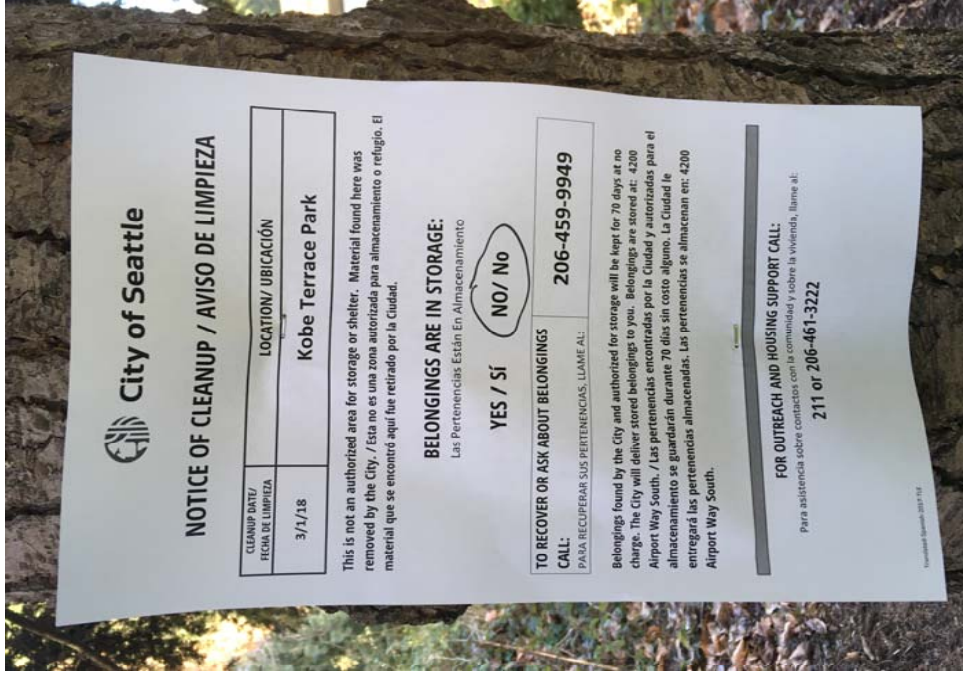 City of Seattle
NOTICE OF CLEANUP / AVISO DE LIMPIEZA
CLEANUP DATE/
FECHA DE LIMPIEZA
LOCATION/ UBICACIÓN
3/1/18
Kobe Terrace Park
This is not an authorized area for storage or shelter. Material found here was
removed by the City. / Esta no es una zona autorizada para almacenamiento o refugio. El
material que se encontró aquí fue retirado por la Ciudad.
BELONGINGS ARE IN STORAGE:
Las Pertenencias Están En Almacenamiento
YES / SÍ NO/ No
TO RECOVER OR ASK ABOUT BELONGINGS
CALL:
PARA RECUPERAR SUS PERTENENCIAS, LLAME AL:
206-459-9949
Belongings found by the City and authorized for storage will be kept for 70 days at no
charge. The City will deliver stored belongings to you. Belongings are stored at: 4200
Airport Way South. / Las pertenencias encontradas por la Ciudad y autorizadas para el
almacenamiento se guardarán durante 70 días sin costo alguno. La Ciudad le
entregará las pertenencias almacenadas. Las pertenencias se almacenan en: 4200
Airport Way South.
FOR OUTREACH AND HOUSING SUPPORT CALL:
Para asistencia sobre contactos con la comunidad y sobre la vivienda, llame al:
211 or 206-461-3222
Translated-Spanish-2017-